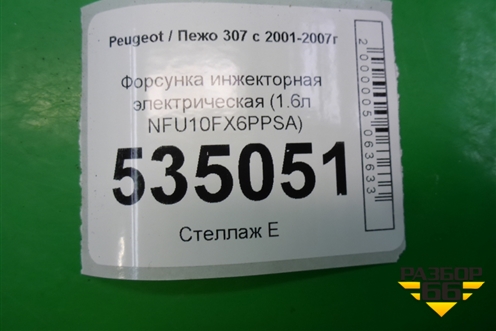 Peugeot / Пежо 307 с 2001-2007г
Форсунка инжекторная
электрическая (1.6л
NFU10FX6PPSA)
535051
Стеллаж Е
2000005063633
РАЗБОР
66